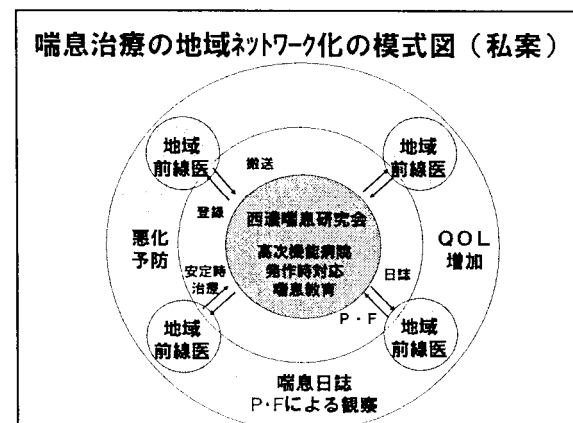 喘息治療の地域ネットワーク化の模式図（私案）
地域
前線医
地域
前線医
搬送
登録
西濃喘息研究会
高次機能病院
発作時対応
喘息教育
悪化
予防
QOL
増加
安定時
治療
日誌
P・F
地域
前線医
地域
前線医
喘息日誌
P・Fによる観察